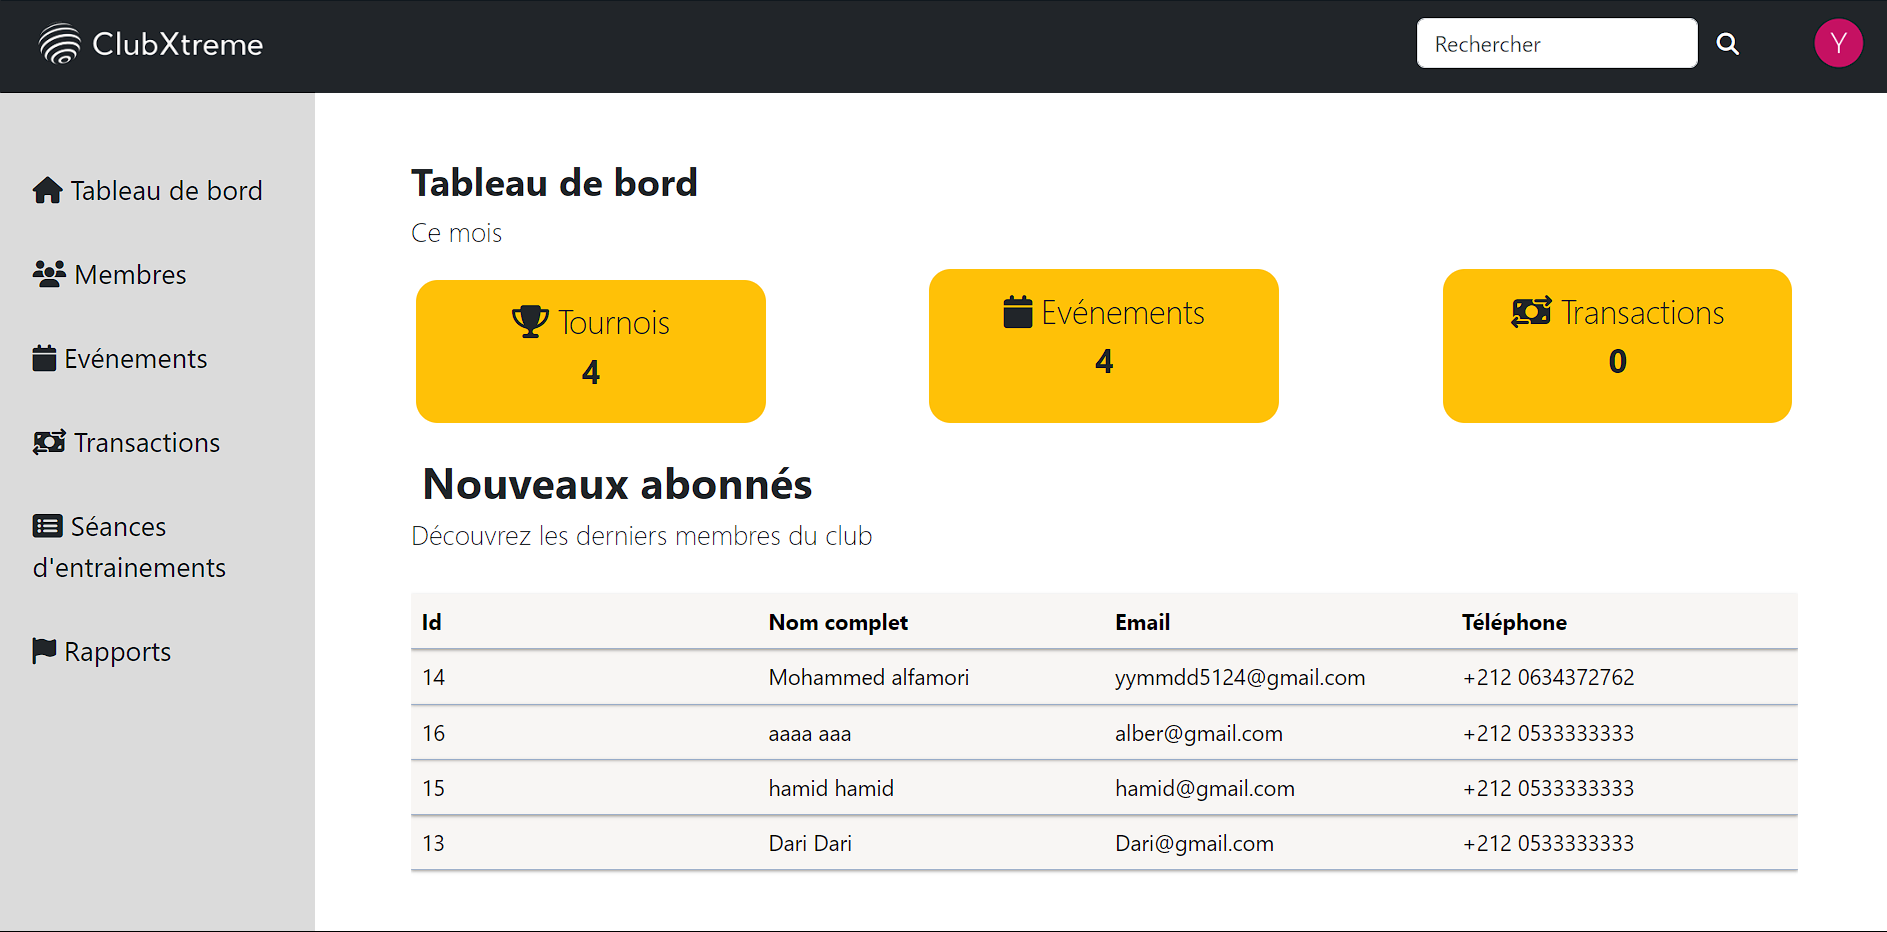 ClubXtreme
Rechercher
Y
Tableau de bord
Membres
Evénements
Transactions
Séances
d'entrainements
Rapports
Tableau de bord
Ce mois
Tournois
4
Evénements
4
Transactions
0
Nouveaux abonnés
Découvrez les derniers membres du club
Id Nom complet Email Téléphone
14 Mohammed alfamori yymmdd5124@gmail.com +212 0634372762
16 aaaa aaa alber@gmail.com +212 0533333333
15 hamid hamid hamid@gmail.com +212 0533333333
13 Dari Dari Dari@gmail.com +212 0533333333